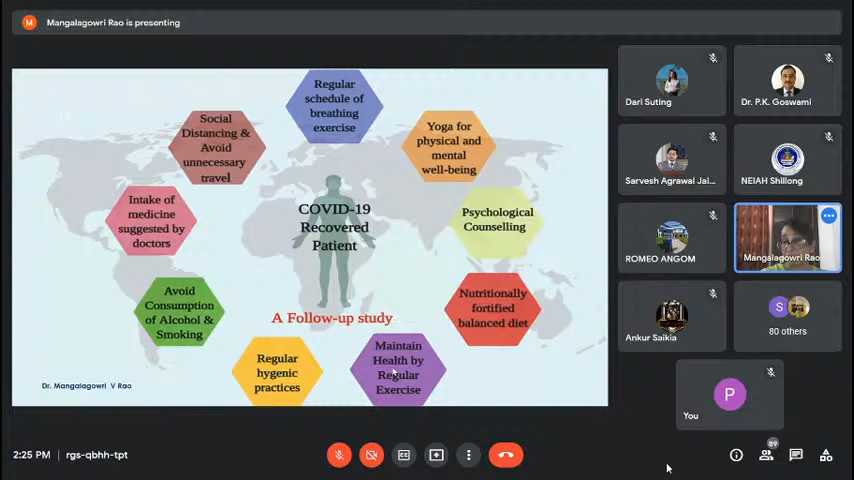 Mangalagowri Rao is presenting
Regular
schedule of
breathing
exercise
Social
Distancing &
Avoid
unnecessary
travel
Yoga for
physical and
mental
well-being
Intake of
medicine
suggested by
doctors
COVID-19
Recovered
Patient
Psychological
Counselling
Avoid
Consumption
of Alcohol &
Smoking
A Follow-up study
Nutritionally
fortified
balanced diet
Regular
hygenic
practices
Maintain
Health by
Regular
Exercise
Dr. Mangalagowri V Rao
Dari Suting
Dr. P.K. Goswami
Sarvesh Agrawal Jai...
NEIAH Shillong
ROMEO ANGOM
Mangalagowri Rao
Ankur Saikia
S
80 others
P
You
M
2:25 PM | rgs-qbhh-tpt
89